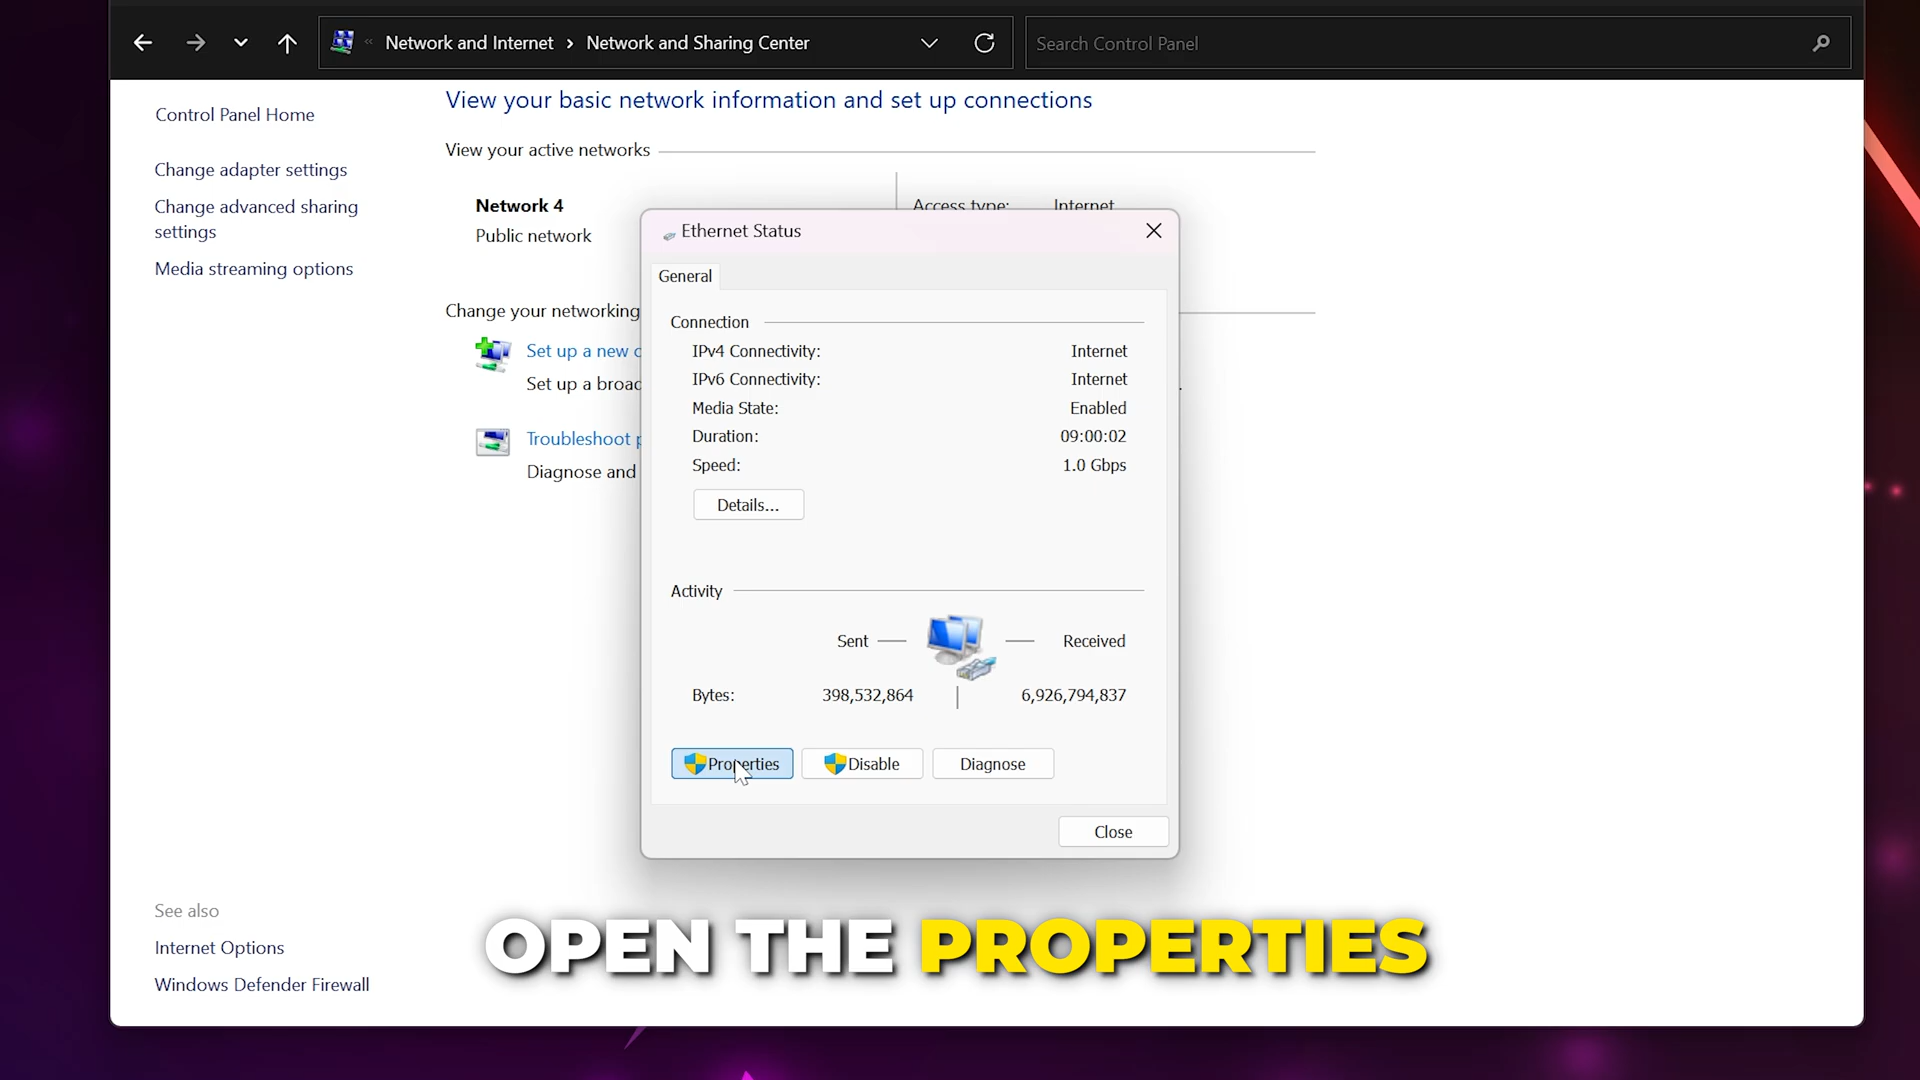 Network and Internet › Network and Sharing Center
Search Control Panel
Control Panel Home
Change adapter settings
Change advanced sharing
settings
Media streaming options
View your basic network information and set up connections
View your active networks
Network 4
Public network
Access type: Internet
Change your networking
Set up a new
Set up a broad
Troubleshoot
Diagnose and
Ethernet Status
General
Connection
IPv4 Connectivity: Internet
IPv6 Connectivity: Internet
Media State: Enabled
Duration: 09:00:02
Speed: 1.0 Gbps
Details...
Activity
Sent — — Received
Bytes: 398,532,864 | 6,926,794,837
Properties Disable Diagnose
Close
See also
Internet Options
Windows Defender Firewall
OPEN THE PROPERTIES